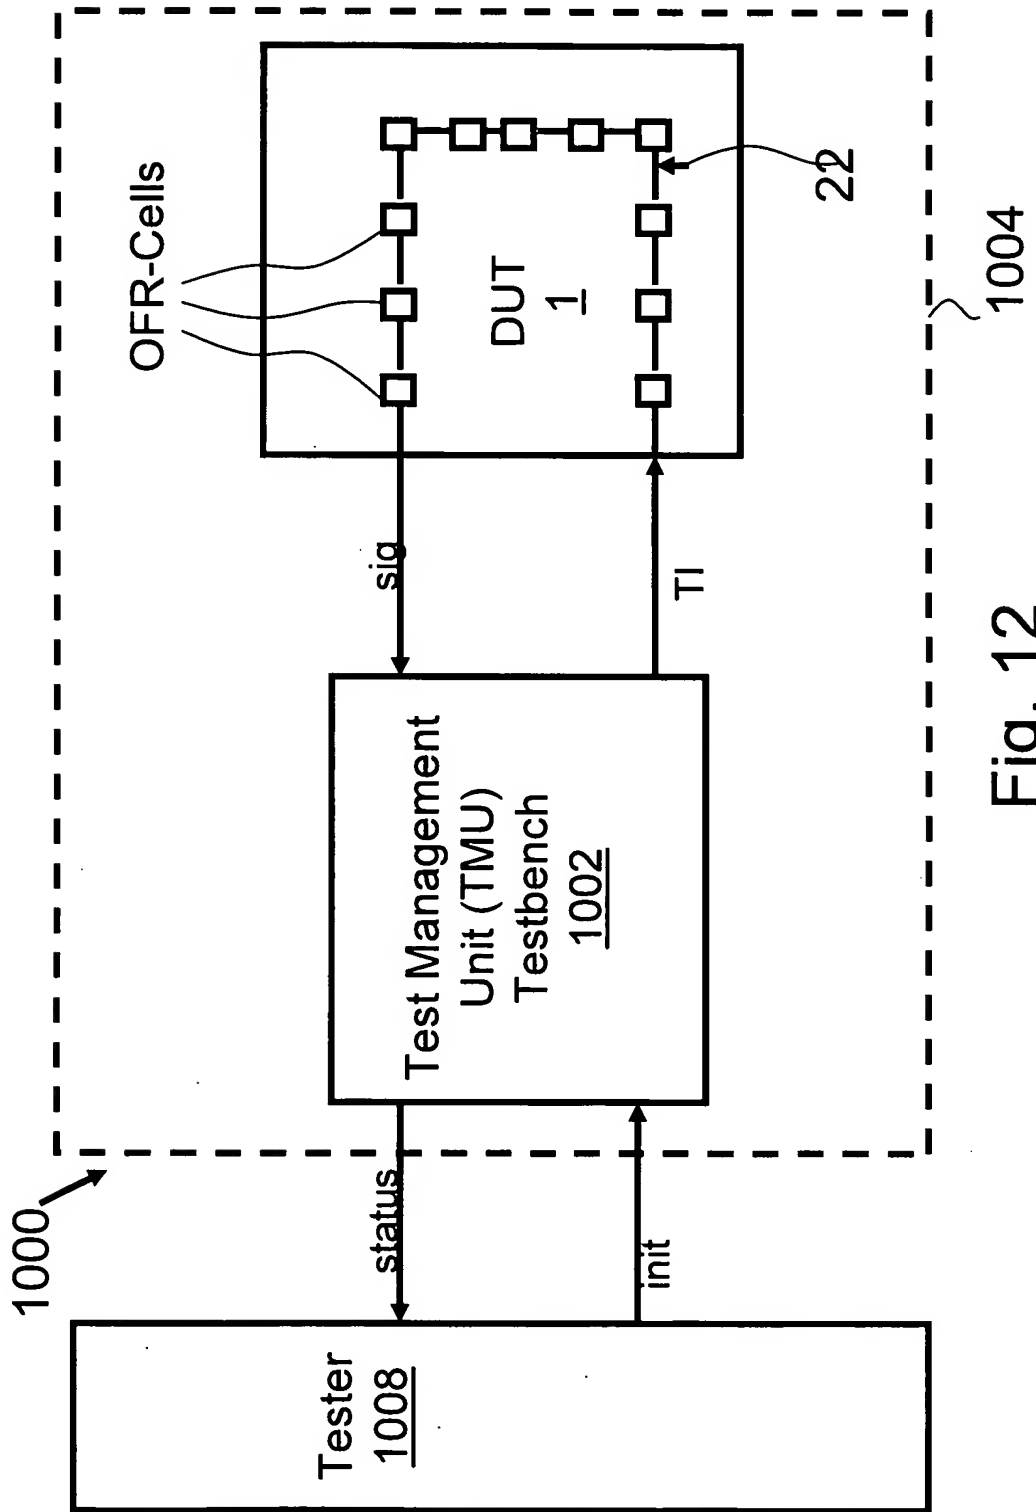 1000
Tester
1008
status
init
Test Management
Unit (TMU)
Testbench
1002
sig
TI
OFR-Cells
DUT
1
22
1004
Fig. 12